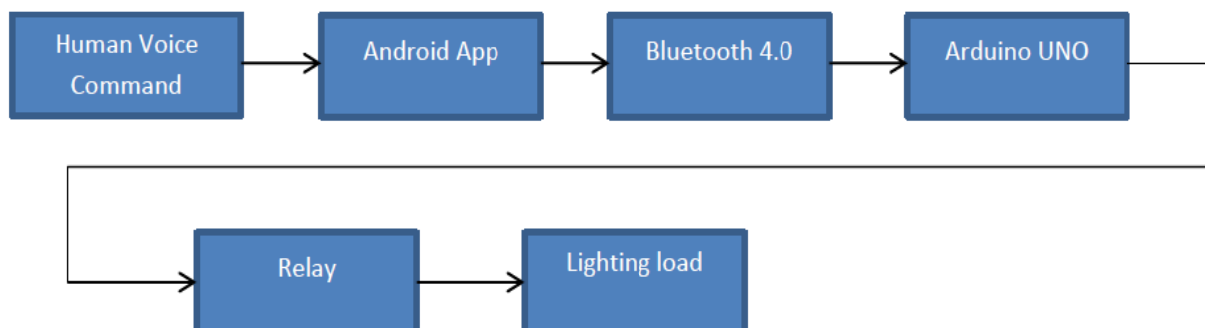 Human Voice
Command
Android App
Bluetooth 4.0
Arduino UNO
Relay
Lighting load